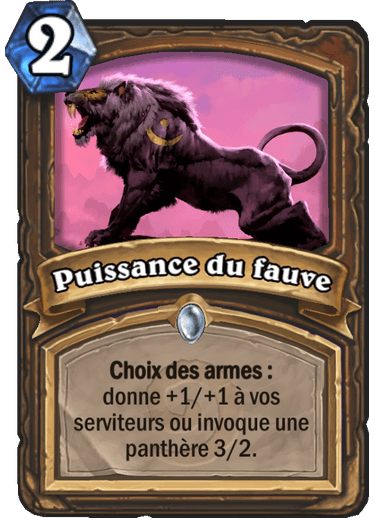 2
Puissance du fauve
Choix des armes :
donne +1/+1 à vos
serviteurs ou invoque une
panthère 3/2.